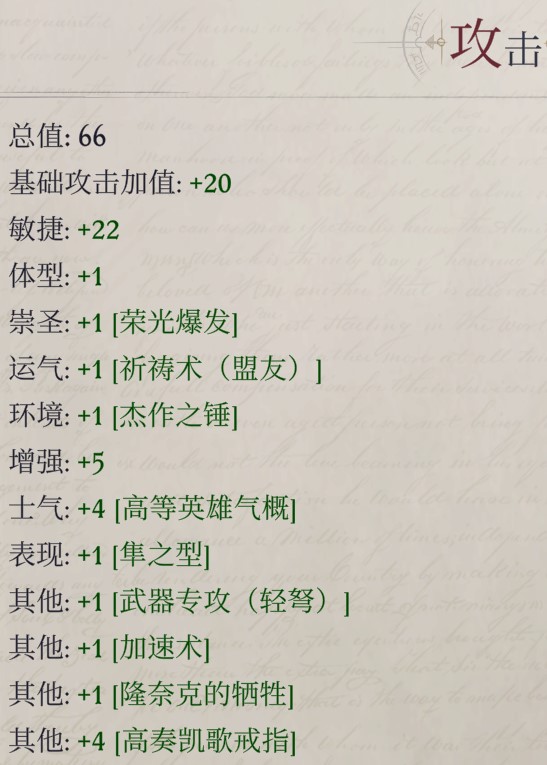 攻击
总值: 66
基础攻击加值: +20
敏捷: +22
体型: +1
崇圣: +1 [荣光爆发]
运气: +1 [祈祷术（盟友）]
环境: +1 [杰作之锤]
增强: +5
士气: +4 [高等英雄气概]
表现: +1 [隼之型]
其他: +1 [武器专攻（轻弩）]
其他: +1 [加速术]
其他: +1 [隆奈克的牺牲]
其他: +4 [高奏凯歌戒指]